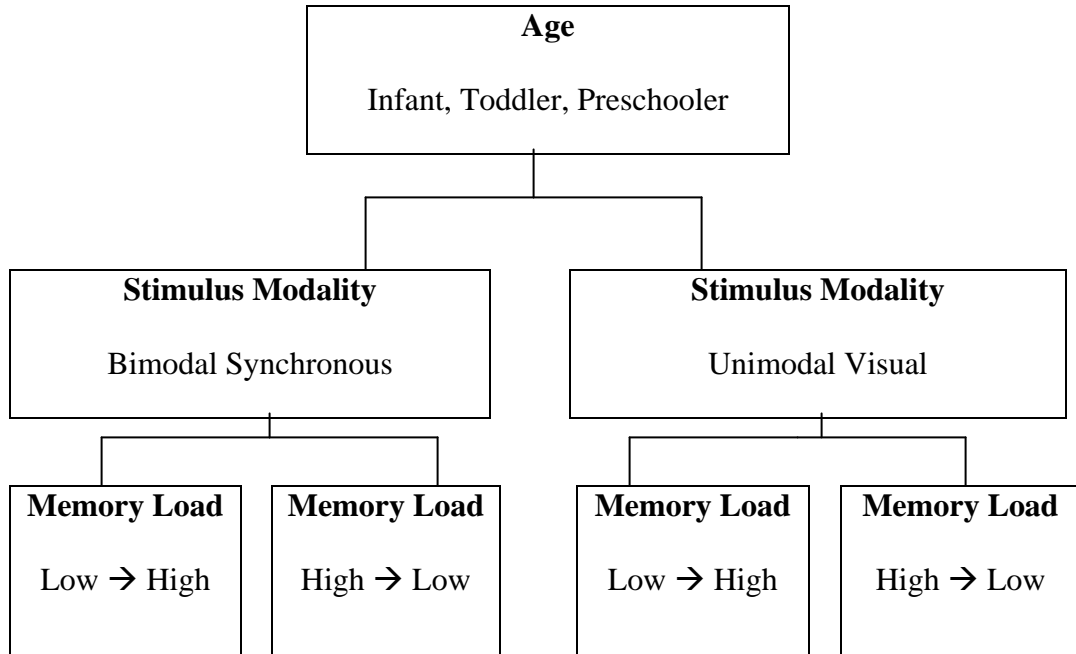 Age
Infant, Toddler, Preschooler
Stimulus Modality
Bimodal Synchronous
Stimulus Modality
Unimodal Visual
Memory Load
Low → High
Memory Load
High → Low
Memory Load
Low → High
Memory Load
High → Low